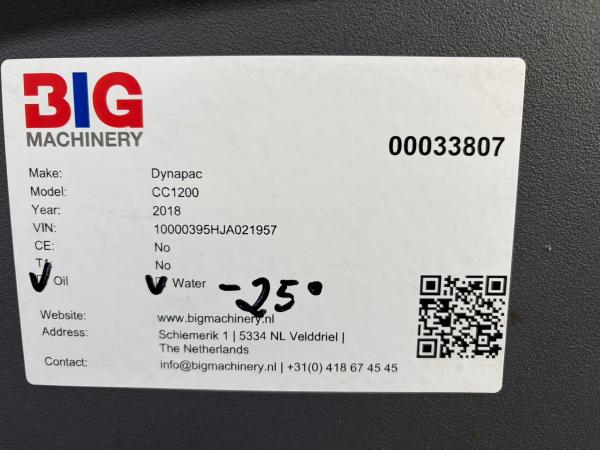 BIG
MACHINERY
00033807
Make: Dynapac
Model: CC1200
Year: 2018
VIN: 10000395HJA021957
CE: No
T1: No
Oil Water -25°
Website: www.bigmachinery.nl
Address: Schiemerik 1 | 5334 NL Velddriel |
The Netherlands
Contact: info@bigmachinery.nl | +31(0) 418 67 45 45